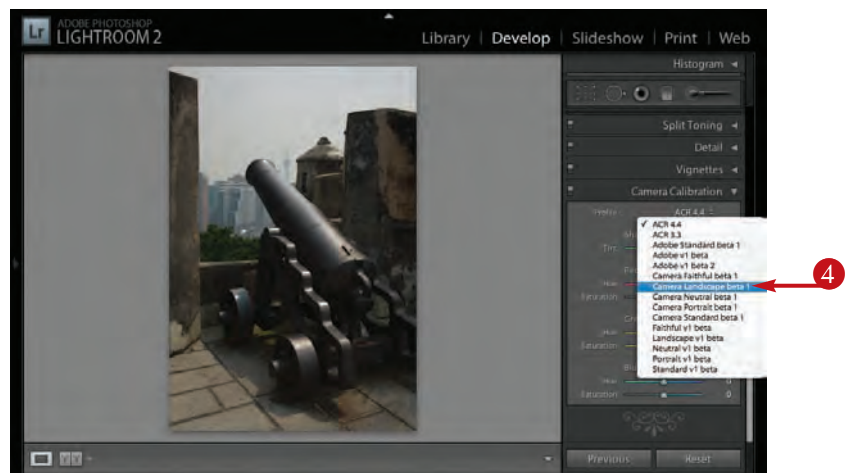 Lr
ADOBE PHOTOSHOP
LIGHTROOM 2
Library | Develop | Slideshow | Print | Web
Histogram
Split Toning
Detail
Vignettes
Camera Calibration
Profile: ACR 4.4
✓ ACR 4.4
ACR 3.3
Adobe Standard beta 1
Adobe v1 beta
Adobe v1 beta 2
Camera Faithful beta 1
Camera Landscape beta 1
Camera Neutral beta 1
Camera Portrait beta 1
Camera Standard beta 1
Faithful v1 beta
Landscape v1 beta
Neutral v1 beta
Portrait v1 beta
Standard v1 beta
4
Tint
Hue
Saturation
Hue
Saturation
Hue 0
Saturation 0
Previous Reset